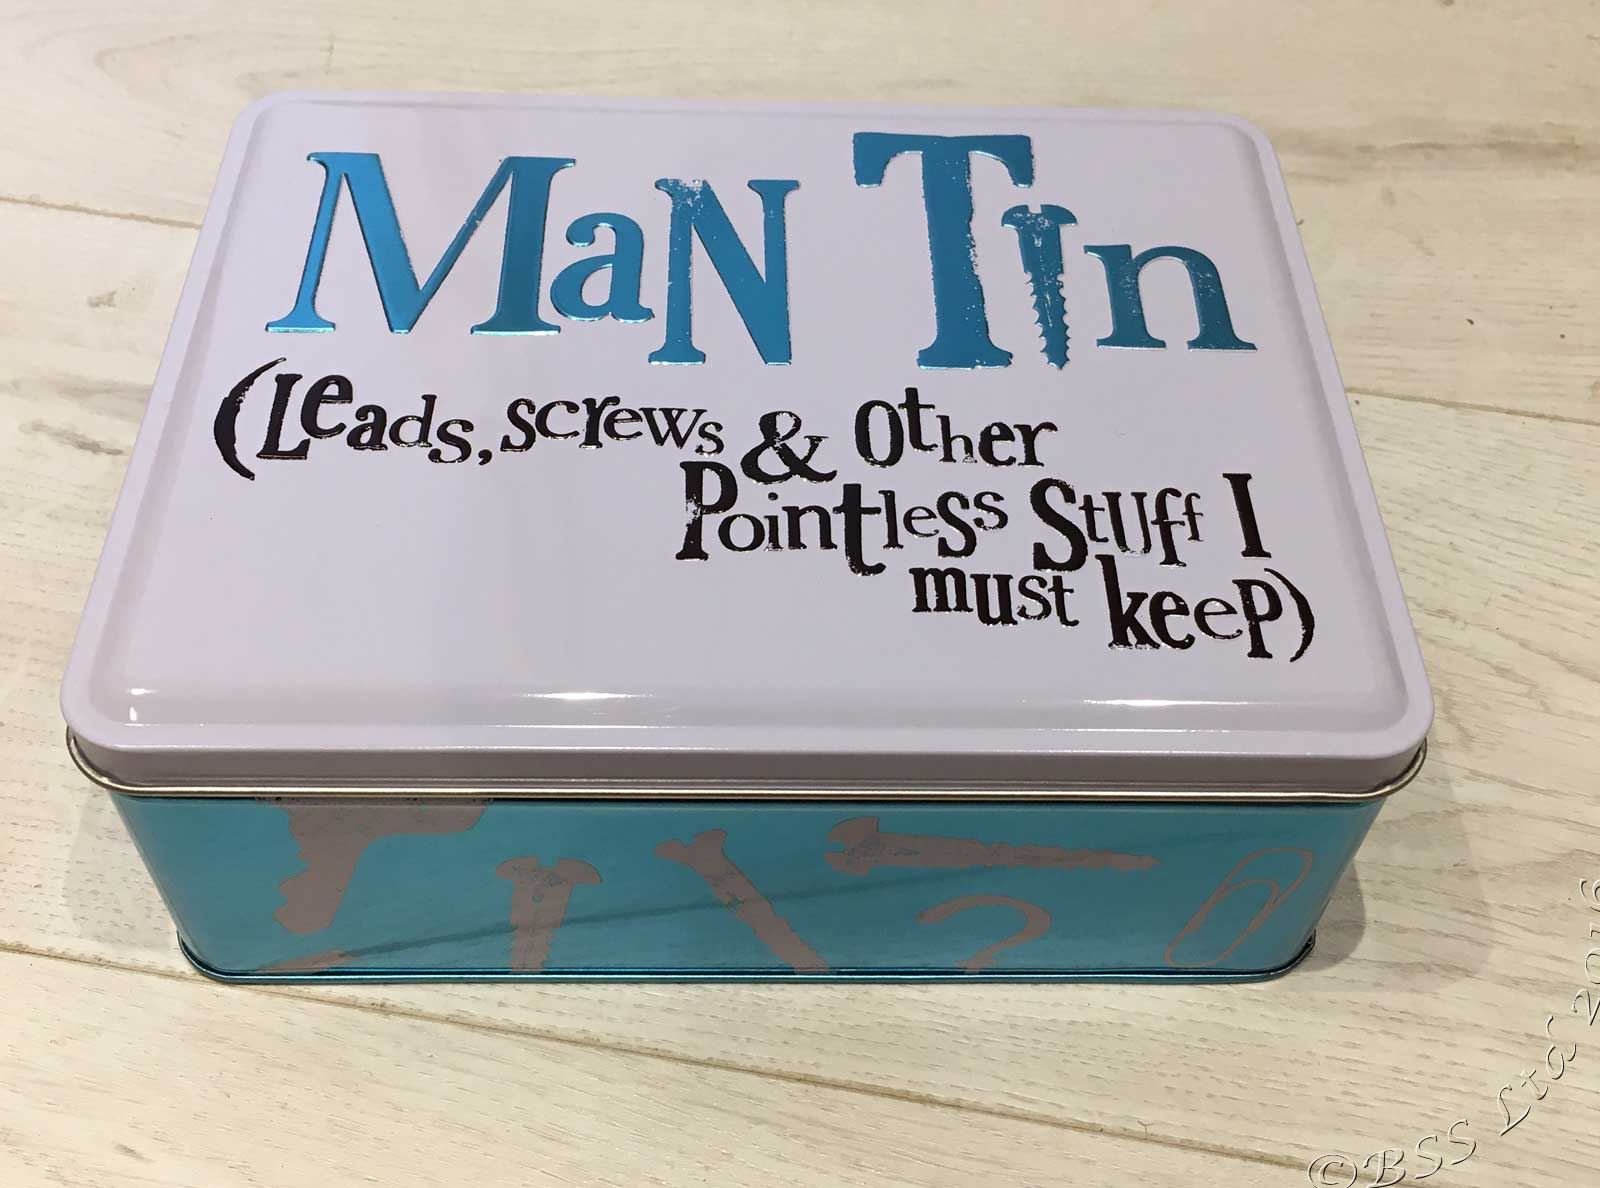 MaN Tin
(Leads, screws & Other
Pointless Stuff I
must keep)
©BSS Ltd 2016